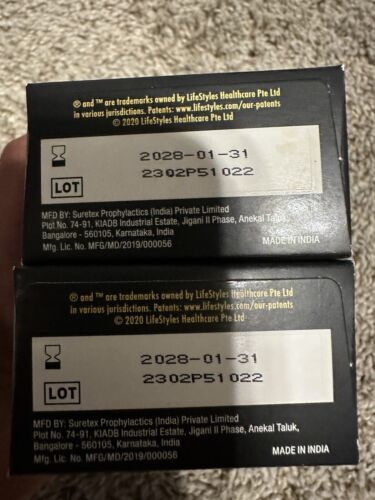 ® and ™ are trademarks owned by LifeStyles Healthcare Pte Ltd
in various jurisdictions. Patents: www.lifestyles.com/our-patents
© 2020 LifeStyles Healthcare Pte Ltd
2028-01-31
LOT 2302P51022
MFD BY: Suretex Prophylactics (India) Private Limited
Plot No. 74-91, KIADB Industrial Estate, Jigani II Phase, Anekal Taluk,
Bangalore - 560105, Karnataka, India
MADE IN INDIA
Mfg. Lic. No. MFG/MD/2019/000056
® and ™ are trademarks owned by LifeStyles Healthcare Pte Ltd
in various jurisdictions. Patents: www.lifestyles.com/our-patents
© 2020 LifeStyles Healthcare Pte Ltd
2028-01-31
LOT 2302P51022
MFD BY: Suretex Prophylactics (India) Private Limited
Plot No. 74-91, KIADB Industrial Estate, Jigani II Phase, Anekal Taluk,
Bangalore - 560105, Karnataka, India
MADE IN INDIA
Mfg. Lic. No. MFG/MD/2019/000056